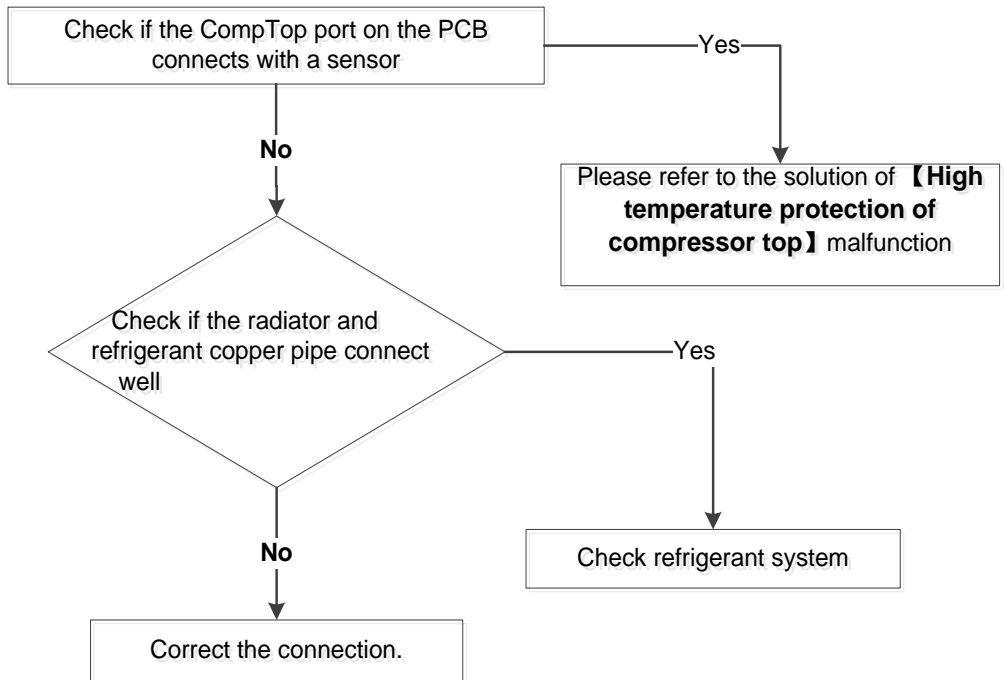 Check if the CompTop port on the PCB
connects with a sensor
Yes
No
Please refer to the solution of 【High
temperature protection of
compressor top】 malfunction
Check if the radiator and
refrigerant copper pipe connect
well
Yes
No
Check refrigerant system
Correct the connection.